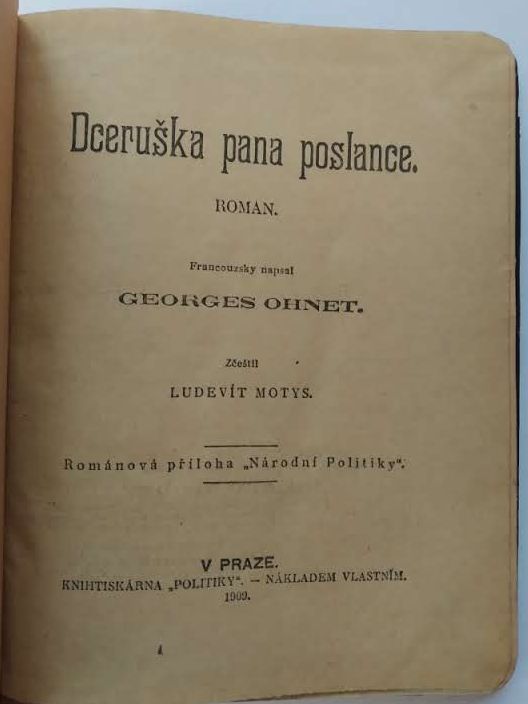 Dceruška pana poslance.
ROMAN.
Francouzsky napsal
GEORGES OHNET.
Zčeštil
LUDEVÍT MOTYS.
Románová příloha „Národní Politiky“.
V PRAZE.
KNIHTISKÁRNA „POLITIKY“. — NÁKLADEM VLASTNÍM.
1909.